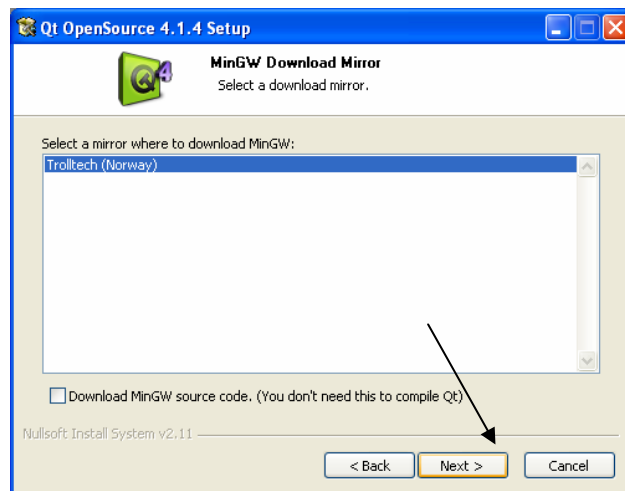 Qt OpenSource 4.1.4 Setup
4
MinGW Download Mirror
Select a download mirror.
Select a mirror where to download MinGW:
Trolltech (Norway)
Download MinGW source code. (You don't need this to compile Qt)
Nullsoft Install System v2.11
< Back Next > Cancel